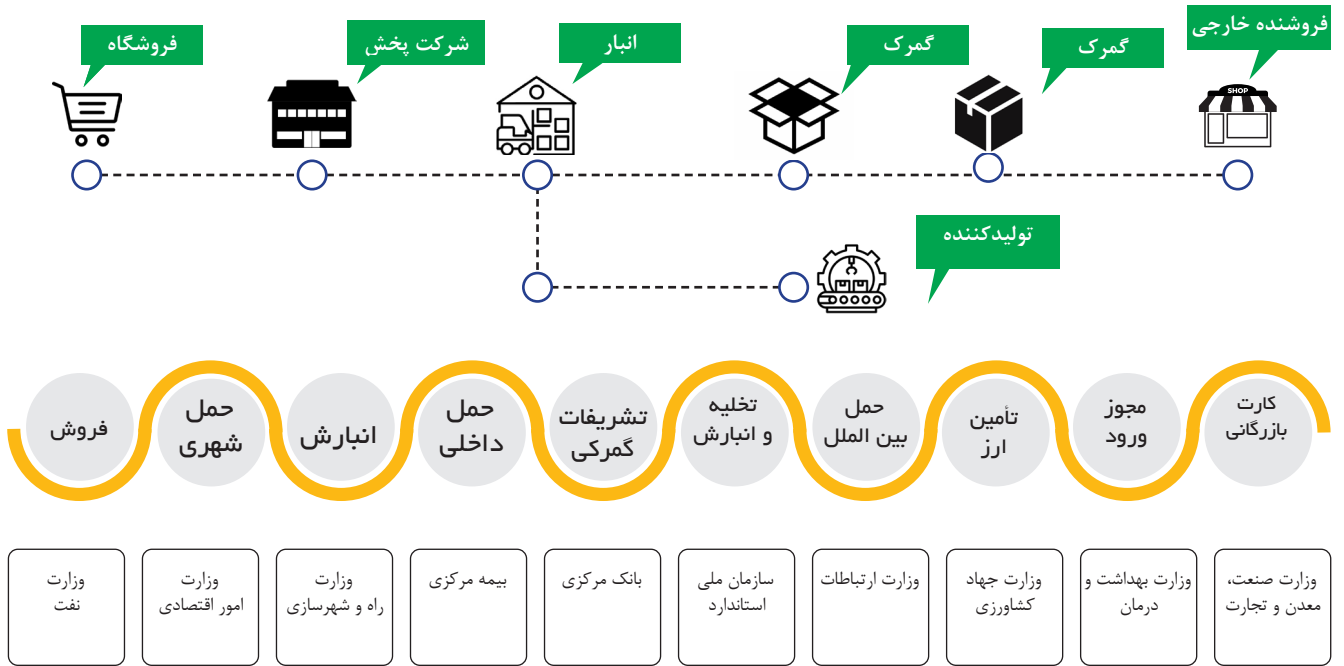 فروشنده خارجی
گمرک
گمرک
انبار
شرکت پخش
فروشگاه
SHOP
تولیدکننده
کارت
بازرگانی
مجوز
ورود
تأمین
ارز
حمل
بین الملل
تخلیه
و انبارش
تشریفات
گمرکی
حمل
داخلی
انبارش
حمل
شهری
فروش
وزارت صنعت،
معدن و تجارت
وزارت بهداشت و
درمان
وزارت جهاد
کشاورزی
وزارت ارتباطات
سازمان ملی
استاندارد
بانک مرکزی
بیمه مرکزی
وزارت
راه و شهرسازی
وزارت
امور اقتصادی
وزارت
نفت